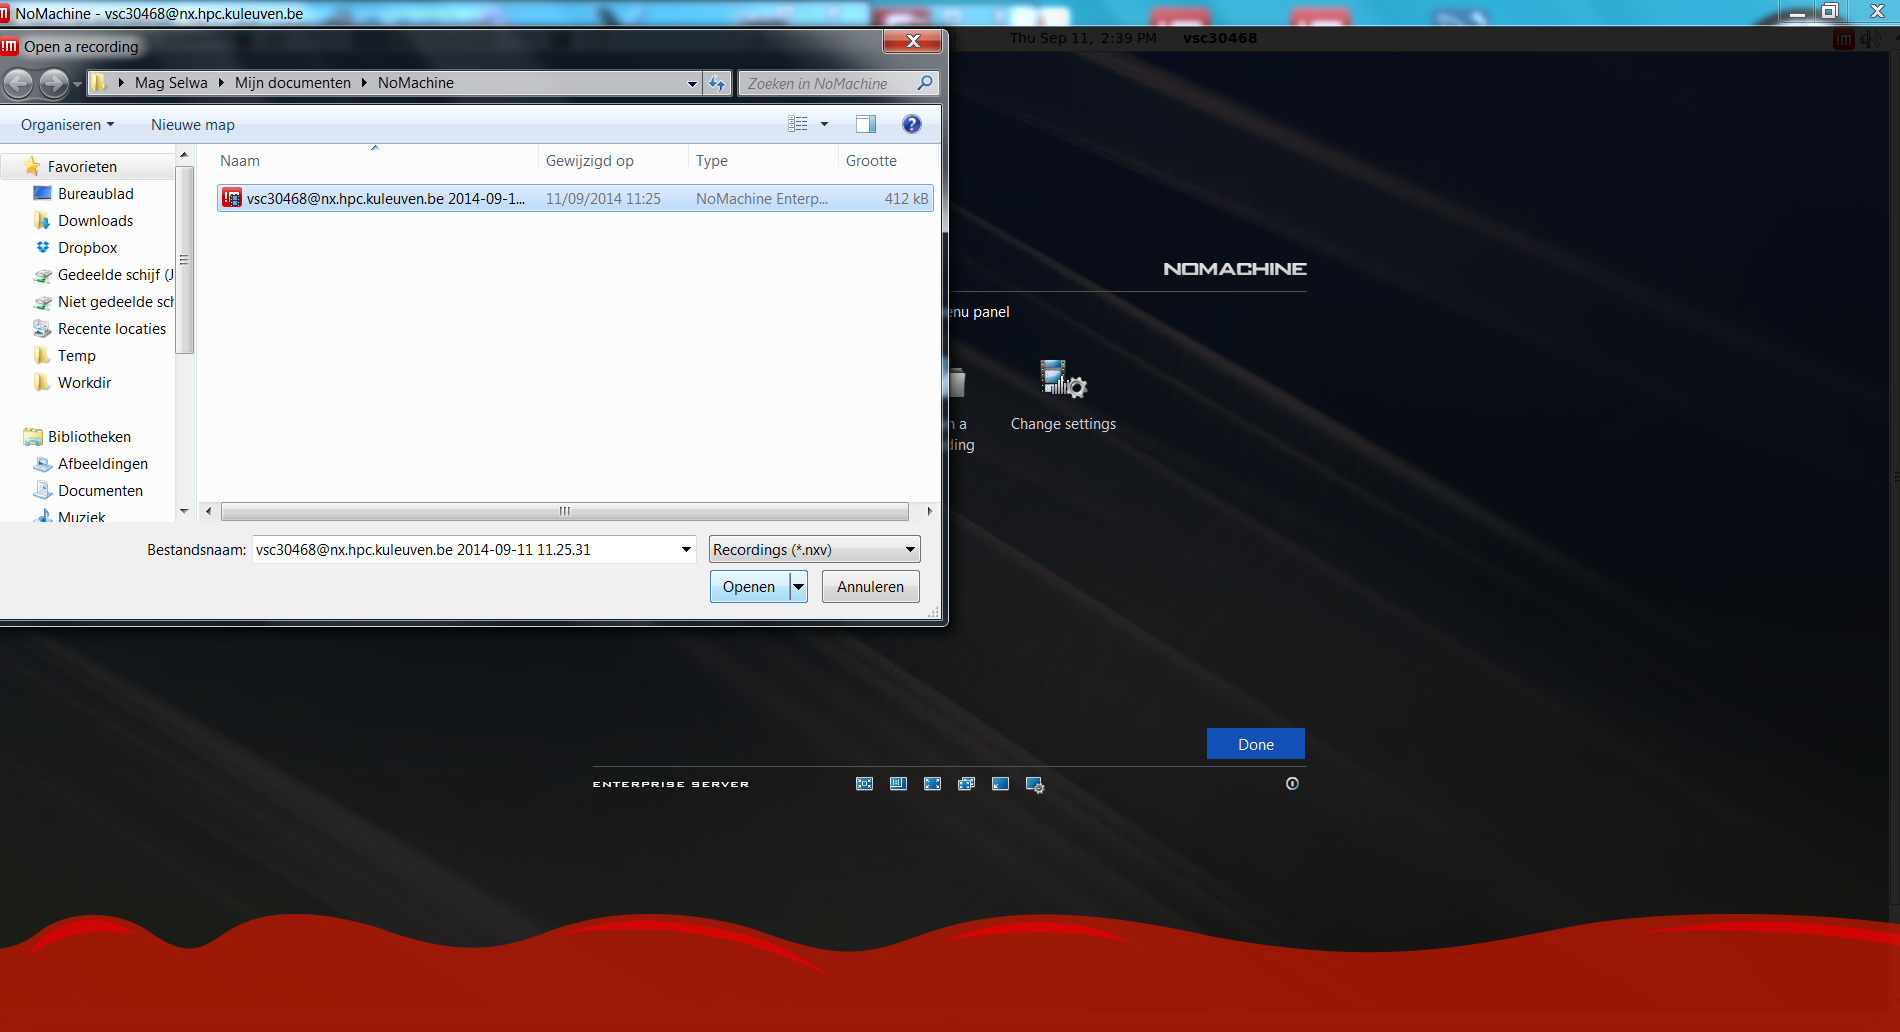 NoMachine - vsc30468@nx.hpc.kuleuven.be
Open a recording
Thu Sep 11, 2:39 PM vsc30468
Mag Selwa Mijn documenten NoMachine
Zoeken in NoMachine
Organiseren Nieuwe map
Naam Gewijzigd op Type Grootte
vsc30468@nx.hpc.kuleuven.be 2014-09-1... 11/09/2014 11:25 NoMachine Enterp... 412 kB
Favorieten
Bureaublad
Downloads
Dropbox
Gedeelde schijf (J
Niet gedeelde sch
Recente locaties
Temp
Workdir
Bibliotheken
Afbeeldingen
Documenten
Muziek
Bestandsnaam: vsc30468@nx.hpc.kuleuven.be 2014-09-11 11.25.31
Recordings (*.nxv)
Openen Annuleren
NOMACHINE
enu panel
n a
ding
Change settings
Done
ENTERPRISE SERVER